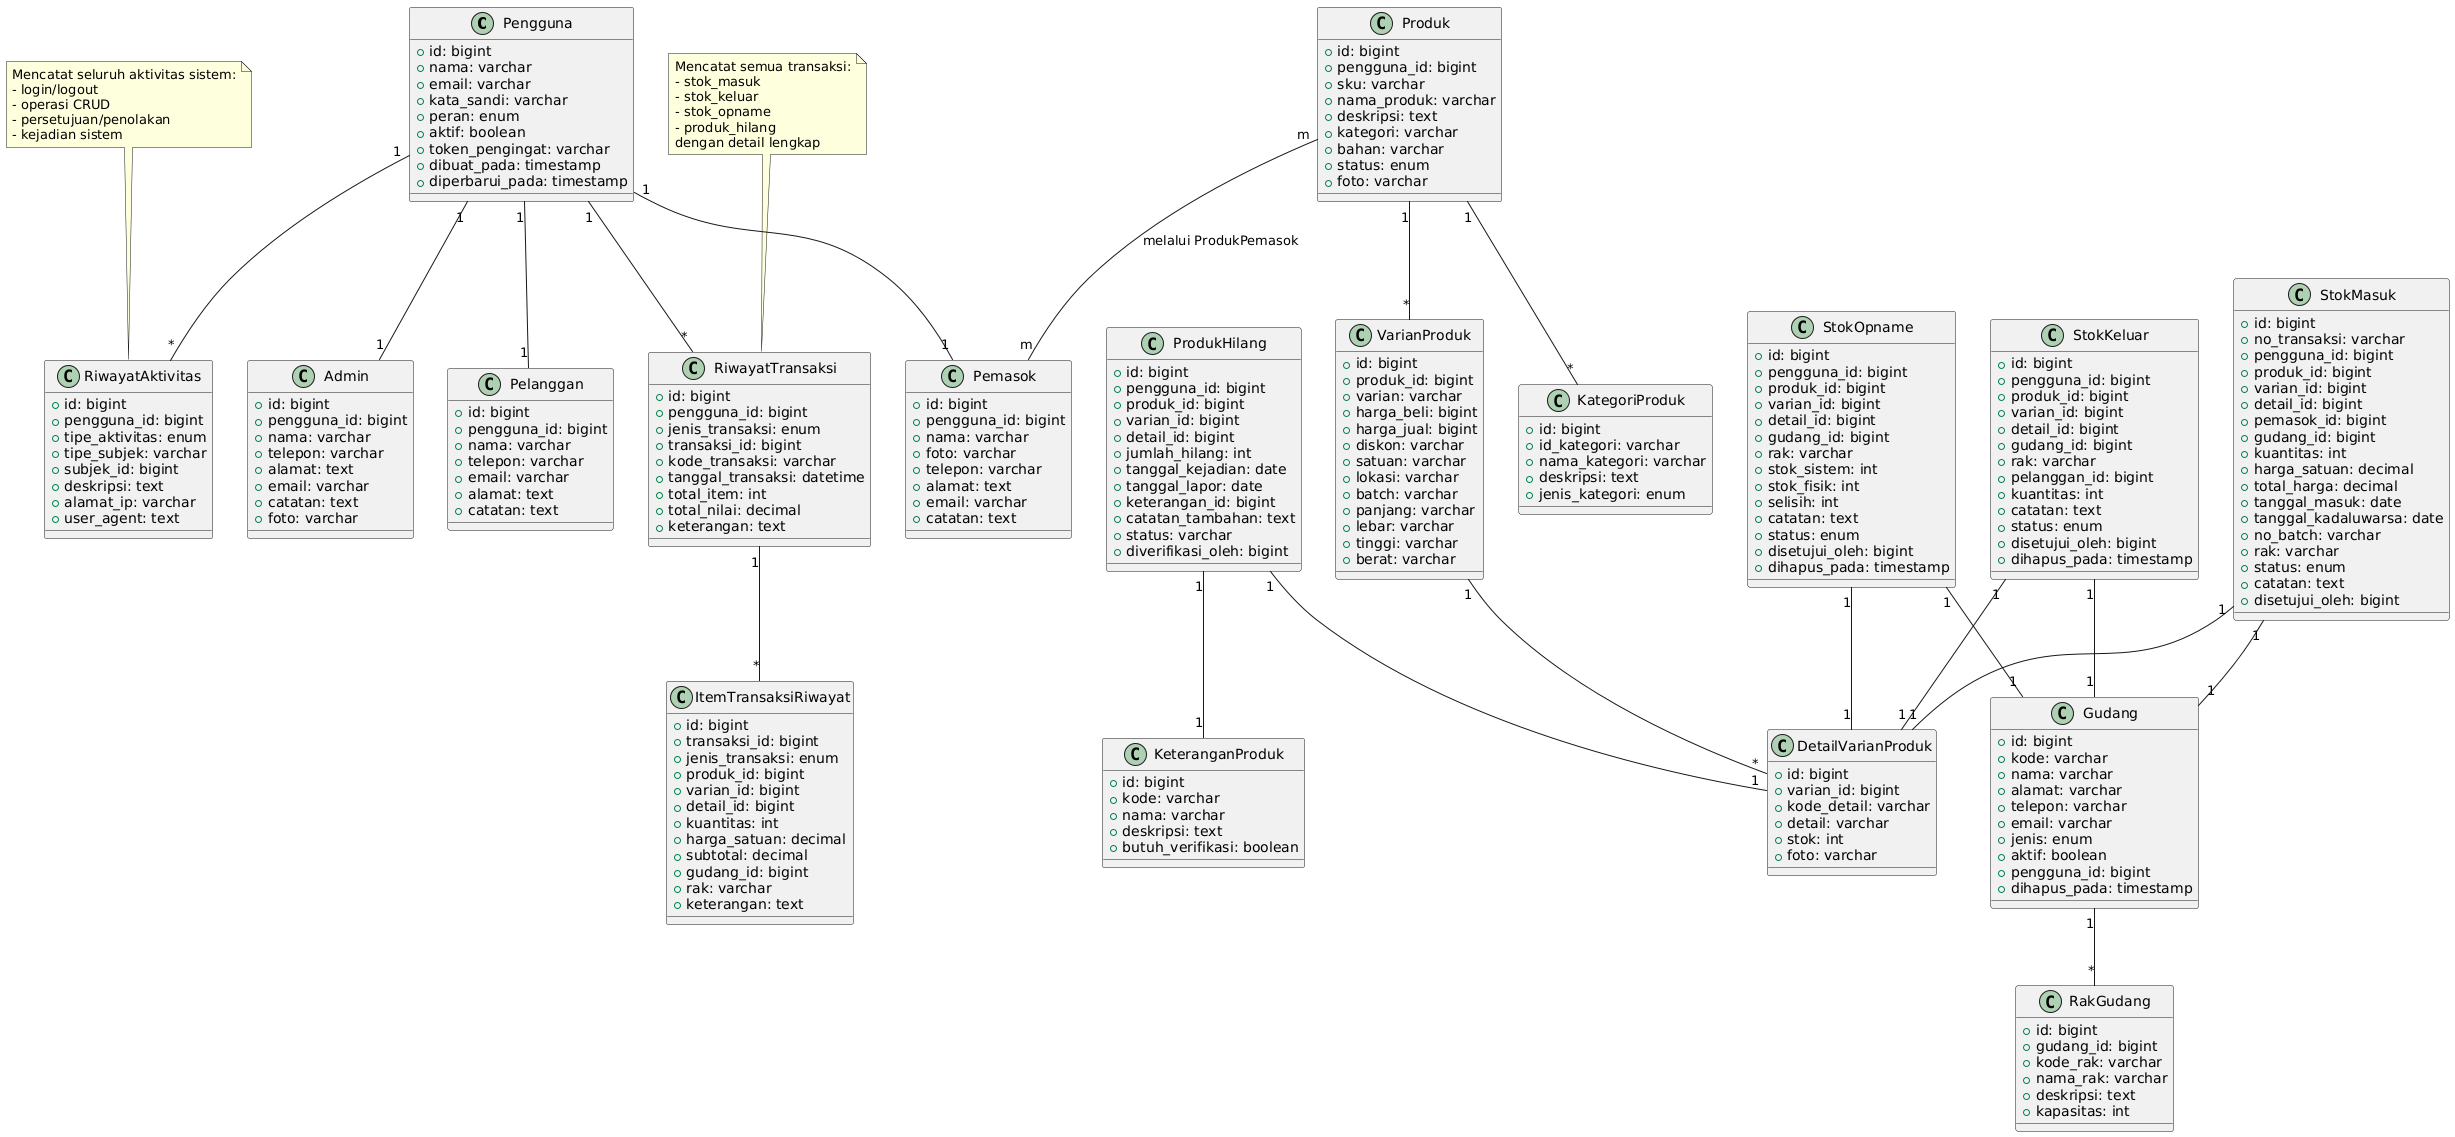 Mencatat seluruh aktivitas sistem:
- login/logout
- operasi CRUD
- persetujuan/penolakan
- kejadian sistem
C Pengguna
id: bigint
nama: varchar
email: varchar
kata_sandi: varchar
peran: enum
aktif: boolean
token_pengingat: varchar
dibuat_pada: timestamp
diperbarui_pada: timestamp
Mencatat semua transaksi:
- stok_masuk
- stok_keluar
- stok_opname
- produk_hilang
dengan detail lengkap
C Produk
id: bigint
pengguna_id: bigint
sku: varchar
nama_produk: varchar
deskripsi: text
kategori: varchar
bahan: varchar
status: enum
foto: varchar
1
1
1
1
1
m
1
1
melalui ProdukPemasok
*
1
1
*
1
m
*
*
C RiwayatAktivitas
id: bigint
pengguna_id: bigint
tipe_aktivitas: enum
tipe_subjek: varchar
subjek_id: bigint
deskripsi: text
alamat_ip: varchar
user_agent: text
C Admin
id: bigint
pengguna_id: bigint
nama: varchar
telepon: varchar
alamat: text
email: varchar
catatan: text
foto: varchar
C Pelanggan
id: bigint
pengguna_id: bigint
nama: varchar
telepon: varchar
email: varchar
alamat: text
catatan: text
C RiwayatTransaksi
id: bigint
pengguna_id: bigint
jenis_transaksi: enum
transaksi_id: bigint
kode_transaksi: varchar
tanggal_transaksi: datetime
total_item: int
total_nilai: decimal
keterangan: text
C Pemasok
id: bigint
pengguna_id: bigint
nama: varchar
foto: varchar
telepon: varchar
alamat: text
email: varchar
catatan: text
C ProdukHilang
id: bigint
pengguna_id: bigint
produk_id: bigint
varian_id: bigint
detail_id: bigint
jumlah_hilang: int
tanggal_kejadian: date
tanggal_lapor: date
keterangan_id: bigint
catatan_tambahan: text
status: varchar
diverifikasi_oleh: bigint
C VarianProduk
id: bigint
produk_id: bigint
varian: varchar
harga_beli: bigint
harga_jual: bigint
diskon: varchar
satuan: varchar
lokasi: varchar
batch: varchar
panjang: varchar
lebar: varchar
tinggi: varchar
berat: varchar
C KategoriProduk
id: bigint
id_kategori: varchar
nama_kategori: varchar
deskripsi: text
jenis_kategori: enum
C StokOpname
id: bigint
pengguna_id: bigint
produk_id: bigint
varian_id: bigint
detail_id: bigint
gudang_id: bigint
rak: varchar
stok_sistem: int
stok_fisik: int
selisih: int
catatan: text
status: enum
disetujui_oleh: bigint
dihapus_pada: timestamp
C StokKeluar
id: bigint
pengguna_id: bigint
produk_id: bigint
varian_id: bigint
detail_id: bigint
gudang_id: bigint
rak: varchar
pelanggan_id: bigint
kuantitas: int
catatan: text
status: enum
disetujui_oleh: bigint
dihapus_pada: timestamp
C StokMasuk
id: bigint
no_transaksi: varchar
pengguna_id: bigint
produk_id: bigint
varian_id: bigint
detail_id: bigint
pemasok_id: bigint
gudang_id: bigint
kuantitas: int
harga_satuan: decimal
total_harga: decimal
tanggal_masuk: date
tanggal_kadaluwarsa: date
no_batch: varchar
rak: varchar
status: enum
catatan: text
disetujui_oleh: bigint
1
1
1
1
1
1
1
1
1
1
*
1
*
1
1
1
1
1
1
1
C ItemTransaksiRiwayat
id: bigint
transaksi_id: bigint
jenis_transaksi: enum
produk_id: bigint
varian_id: bigint
detail_id: bigint
kuantitas: int
harga_satuan: decimal
subtotal: decimal
gudang_id: bigint
rak: varchar
keterangan: text
C KeteranganProduk
id: bigint
kode: varchar
nama: varchar
deskripsi: text
butuh_verifikasi: boolean
C DetailVarianProduk
id: bigint
varian_id: bigint
kode_detail: varchar
detail: varchar
stok: int
foto: varchar
C Gudang
id: bigint
kode: varchar
nama: varchar
alamat: varchar
telepon: varchar
email: varchar
jenis: enum
aktif: boolean
pengguna_id: bigint
dihapus_pada: timestamp
1
*
C RakGudang
id: bigint
gudang_id: bigint
kode_rak: varchar
nama_rak: varchar
deskripsi: text
kapasitas: int